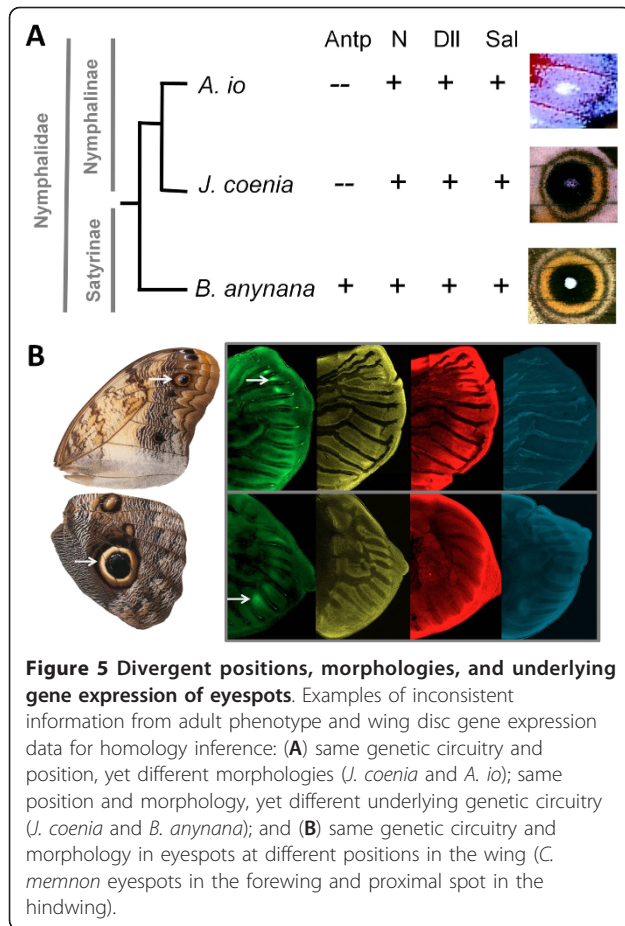 A
Antp N Dll Sal
Nymphalidae
Nymphalinae
Satyrinae
A. io -- + + +
J. coenia -- + + +
B. anynana + + + +
B
Figure 5 Divergent positions, morphologies, and underlying
gene expression of eyespots. Examples of inconsistent
information from adult phenotype and wing disc gene expression
data for homology inference: (A) same genetic circuitry and
position, yet different morphologies (J. coenia and A. io); same
position and morphology, yet different underlying genetic circuitry
(J. coenia and B. anynana); and (B) same genetic circuitry and
morphology in eyespots at different positions in the wing (C.
memnon eyespots in the forewing and proximal spot in the
hindwing).